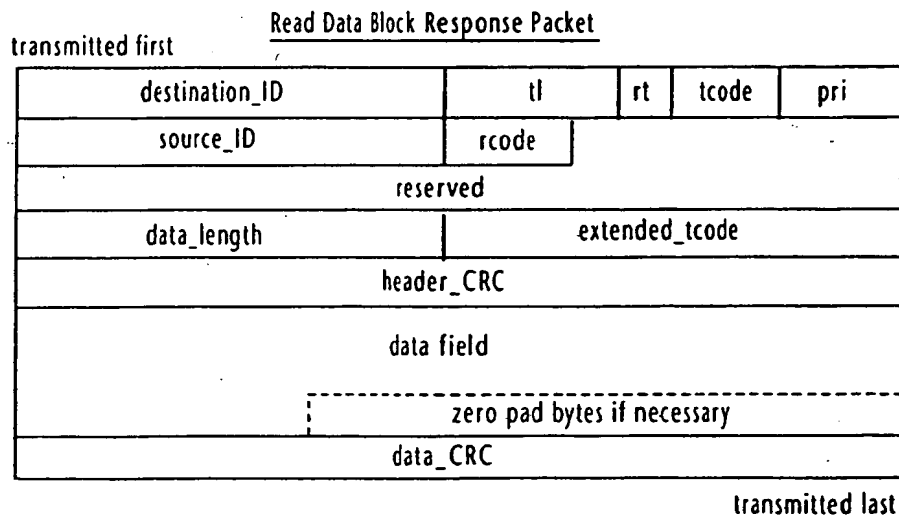 Read Data Block Response Packet
transmitted first
destination_ID tl rt tcode pri
source_ID rcode
reserved
data_length extended_tcode
header_CRC
data field
zero pad bytes if necessary
data_CRC
transmitted last